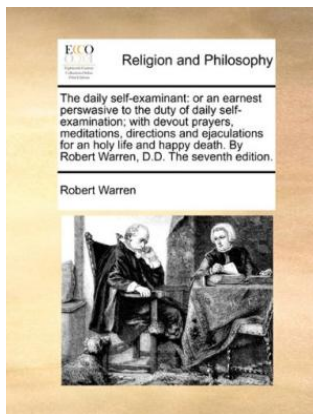 ECCO
Religion and Philosophy
The daily self-examinant: or an earnest
perswasive to the duty of daily self-
examination; with devout prayers,
meditations, directions and ejaculations
for an holy life and happy death. By
Robert Warren, D.D. The seventh edition.
Robert Warren